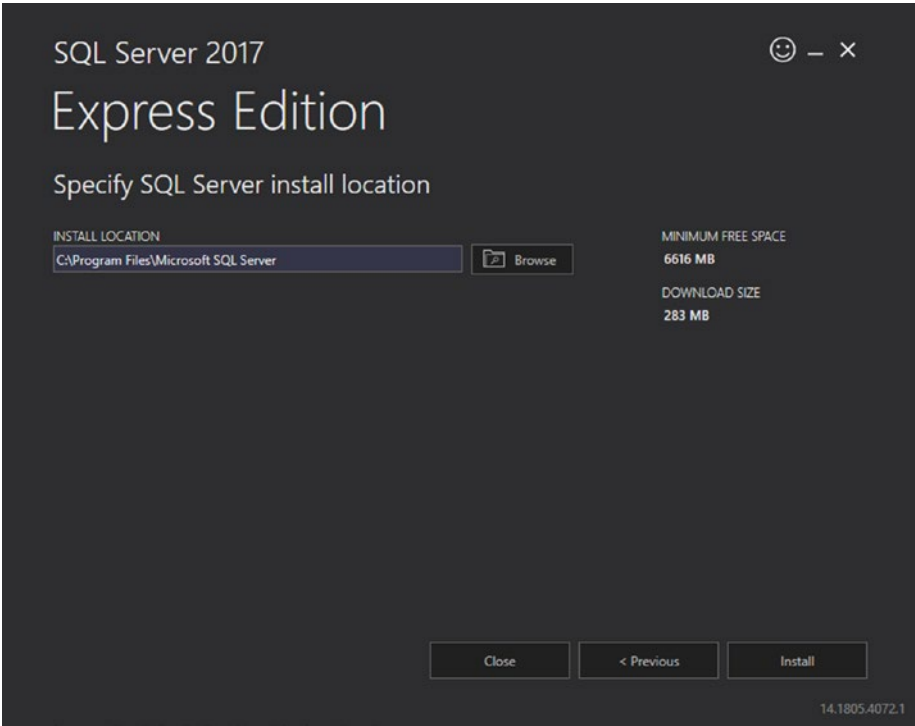 SQL Server 2017
Express Edition
Specify SQL Server install location
INSTALL LOCATION
C:\Program Files\Microsoft SQL Server
Browse
MINIMUM FREE SPACE
6616 MB
DOWNLOAD SIZE
283 MB
Close
< Previous
Install
14.1805.4072.1